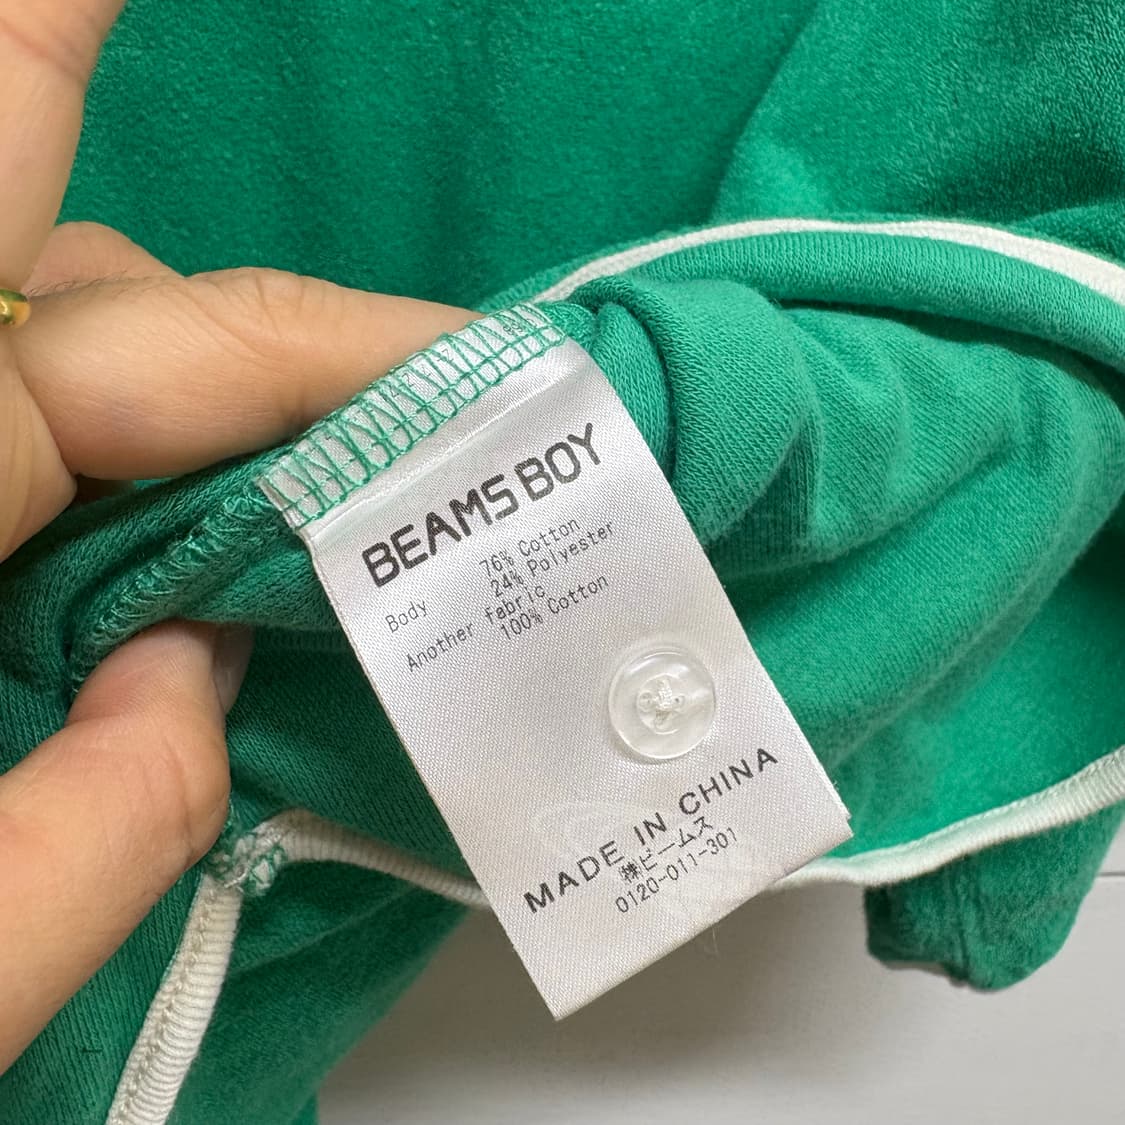 BEAMS BOY
76% Cotton
Body 24% Polyester
Another fabric
100% Cotton
MADE IN CHINA
㈱ビームス
0120-011-301